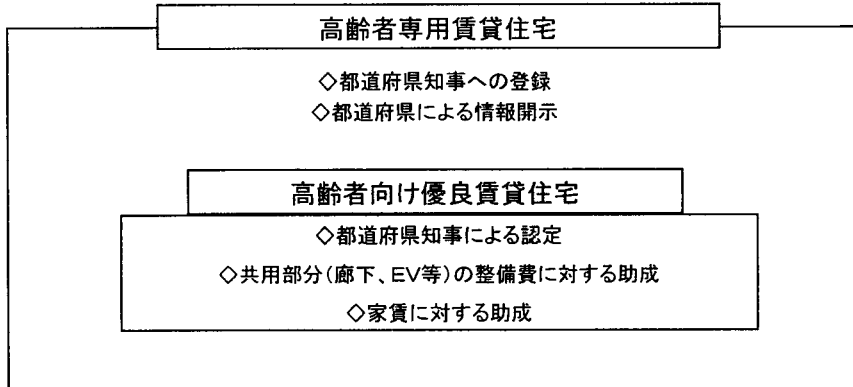 高齢者専用賃貸住宅
◇都道府県知事への登録
◇都道府県による情報開示
高齢者向け優良賃貸住宅
◇都道府県知事による認定
◇共用部分(廊下、EV等)の整備費に対する助成
◇家賃に対する助成